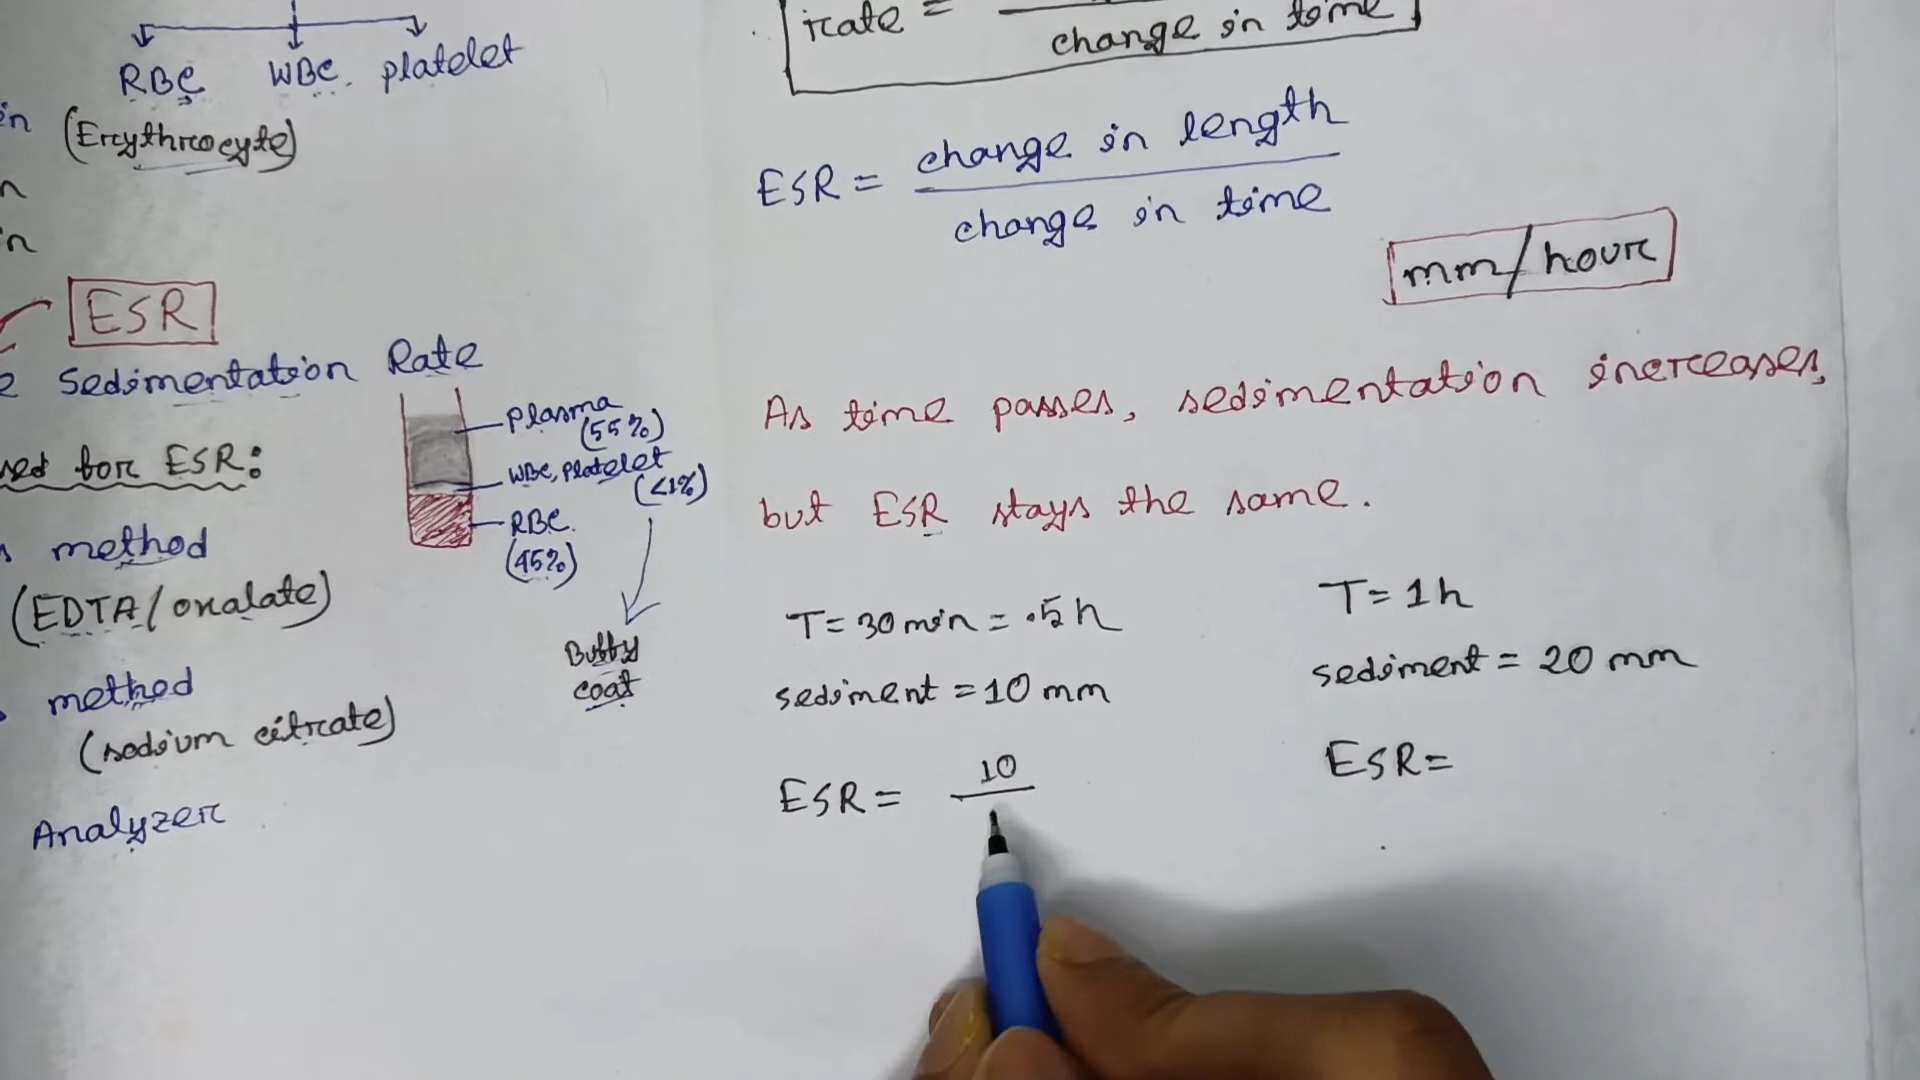 RBC WBC platelet
(Erythrocyte)
ESR
Sedimentation Rate
for ESR:
method
(EDTA/oxalate)
method
(sodium citrate)
Analyzer
plasma
(55%)
WBC, platelet
(<1%)
RBC
(45%)
Buffy
coat
rate =
change in time
ESR = change in length
change in time
mm/hour
As time passes, sedimentation increases,
but ESR stays the same.
T= 30 min = .5 h
sediment = 10 mm
ESR = 10
T= 1h
sediment = 20 mm
ESR=